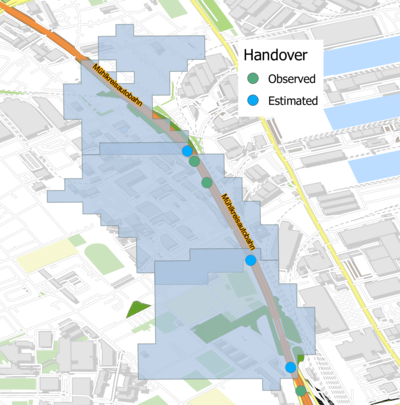 Handover
Observed
Estimated
Mühlkreisautobahn
Mühlkreisautobahn